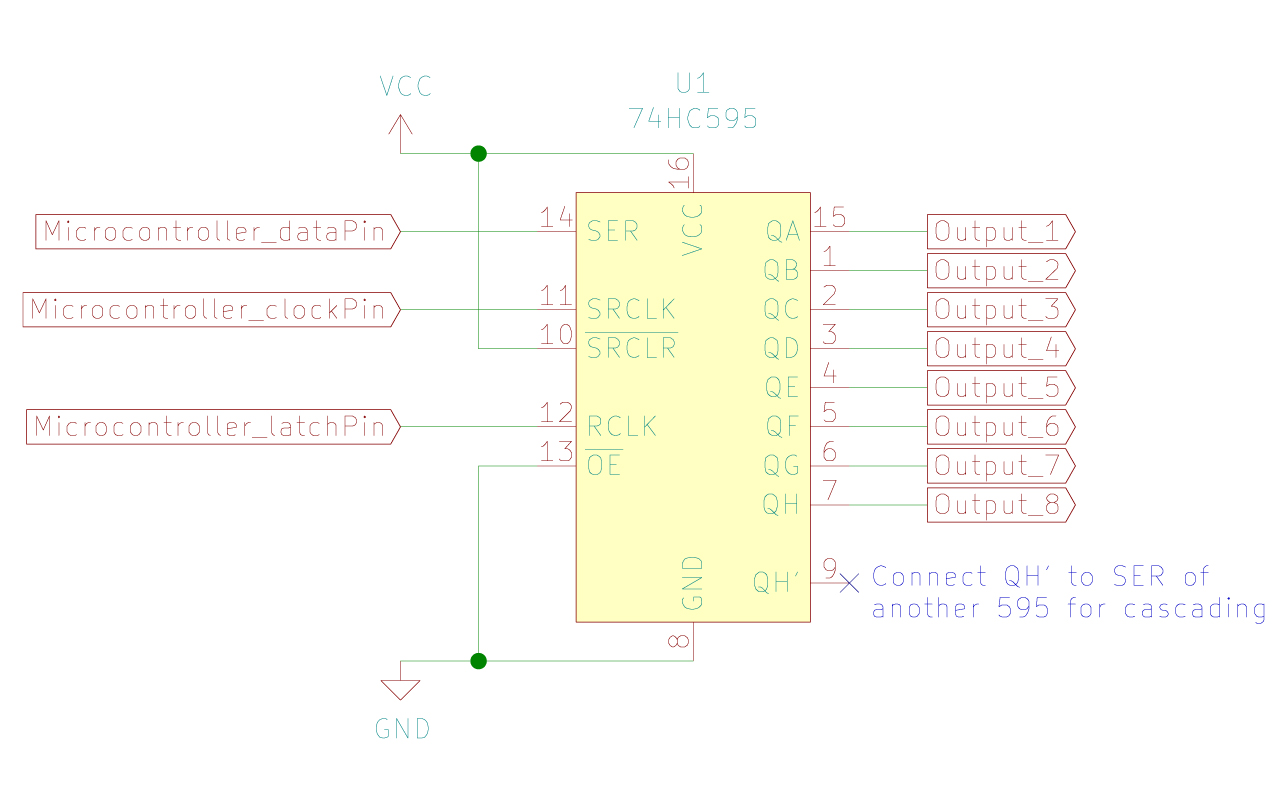 VCC
U1
74HC595
16
VCC
Microcontroller_dataPin
14
SER
QA
15
Output_1
QB
1
Output_2
Microcontroller_clockPin
11
SRCLK
QC
2
Output_3
10
SRCLR
QD
3
Output_4
QE
4
Output_5
Microcontroller_latchPin
12
RCLK
QF
5
Output_6
13
OE
QG
6
Output_7
QH
7
Output_8
GND
QH'
9
Connect QH' to SER of
another 595 for cascading
8
GND